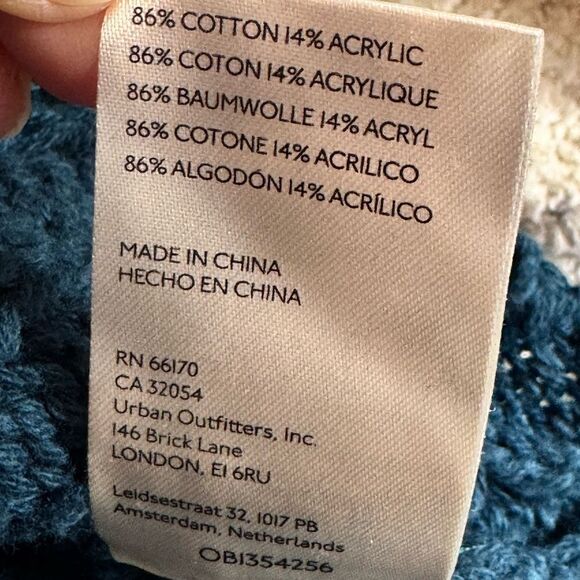 86% COTTON 14% ACRYLIC
86% COTON 14% ACRYLIQUE
86% BAUMWOLLE 14% ACRYL
86% COTONE 14% ACRILICO
86% ALGODÓN 14% ACRÍLICO
MADE IN CHINA
HECHO EN CHINA
RN 66170
CA 32054
Urban Outfitters, Inc.
146 Brick Lane
LONDON, E1 6RU
Leidsestraat 32, 1017 PB
Amsterdam, Netherlands
OB1354256